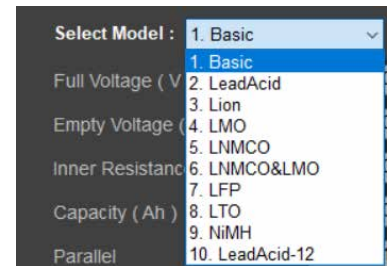 Select Model : 1. Basic
1. Basic
Full Voltage ( V 2. LeadAcid
3. Lion
Empty Voltage ( 4. LMO
5. LNMCO
Inner Resistanc 6. LNMCO&LMO
7. LFP
Capacity ( Ah ) 8. LTO
9. NiMH
Parallel 10. LeadAcid-12